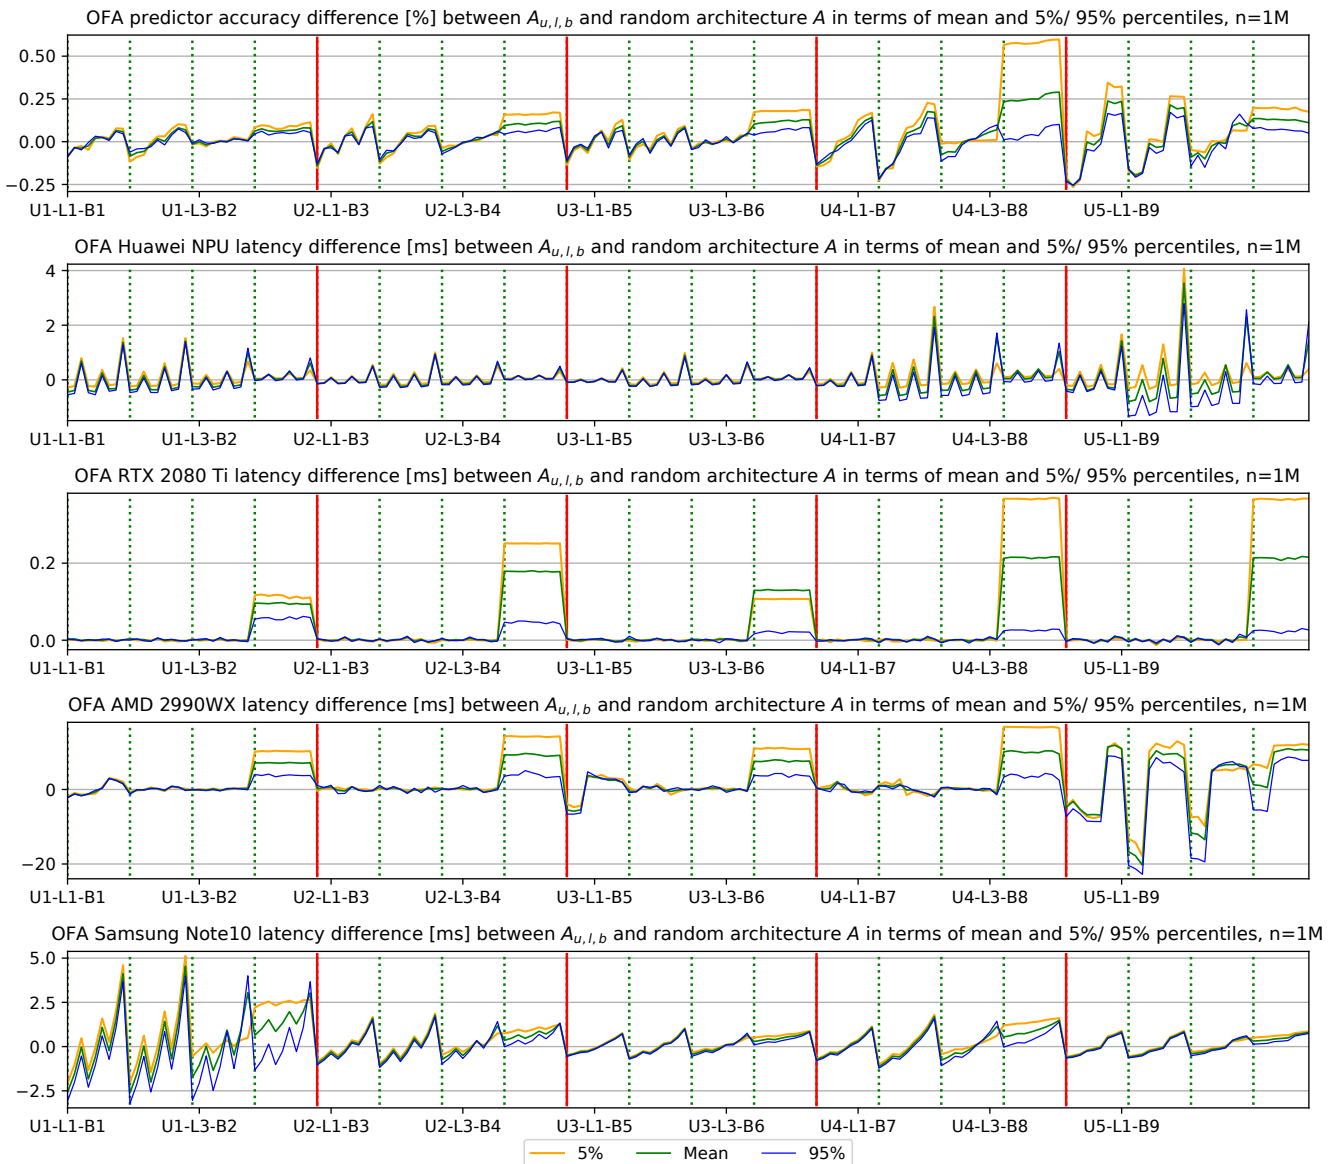 OFA predictor accuracy difference [%] between A_{u,l,b} and random architecture A in terms of mean and 5%/ 95% percentiles, n=1M
0.50
0.25
0.00
−0.25
U1-L1-B1 U1-L3-B2 U2-L1-B3 U2-L3-B4 U3-L1-B5 U3-L3-B6 U4-L1-B7 U4-L3-B8 U5-L1-B9
OFA Huawei NPU latency difference [ms] between A_{u,l,b} and random architecture A in terms of mean and 5%/ 95% percentiles, n=1M
4
2
0
U1-L1-B1 U1-L3-B2 U2-L1-B3 U2-L3-B4 U3-L1-B5 U3-L3-B6 U4-L1-B7 U4-L3-B8 U5-L1-B9
OFA RTX 2080 Ti latency difference [ms] between A_{u,l,b} and random architecture A in terms of mean and 5%/ 95% percentiles, n=1M
0.2
0.0
U1-L1-B1 U1-L3-B2 U2-L1-B3 U2-L3-B4 U3-L1-B5 U3-L3-B6 U4-L1-B7 U4-L3-B8 U5-L1-B9
OFA AMD 2990WX latency difference [ms] between A_{u,l,b} and random architecture A in terms of mean and 5%/ 95% percentiles, n=1M
0
−20
U1-L1-B1 U1-L3-B2 U2-L1-B3 U2-L3-B4 U3-L1-B5 U3-L3-B6 U4-L1-B7 U4-L3-B8 U5-L1-B9
OFA Samsung Note10 latency difference [ms] between A_{u,l,b} and random architecture A in terms of mean and 5%/ 95% percentiles, n=1M
5.0
2.5
0.0
−2.5
U1-L1-B1 U1-L3-B2 U2-L1-B3 U2-L3-B4 U3-L1-B5 U3-L3-B6 U4-L1-B7 U4-L3-B8 U5-L1-B9
5% Mean 95%